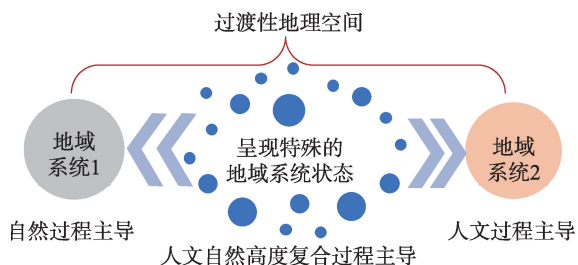 过渡性地理空间
地域
系统1
呈现特殊的
地域系统状态
地域
系统2
自然过程主导
人文自然高度复合过程主导
人文过程主导